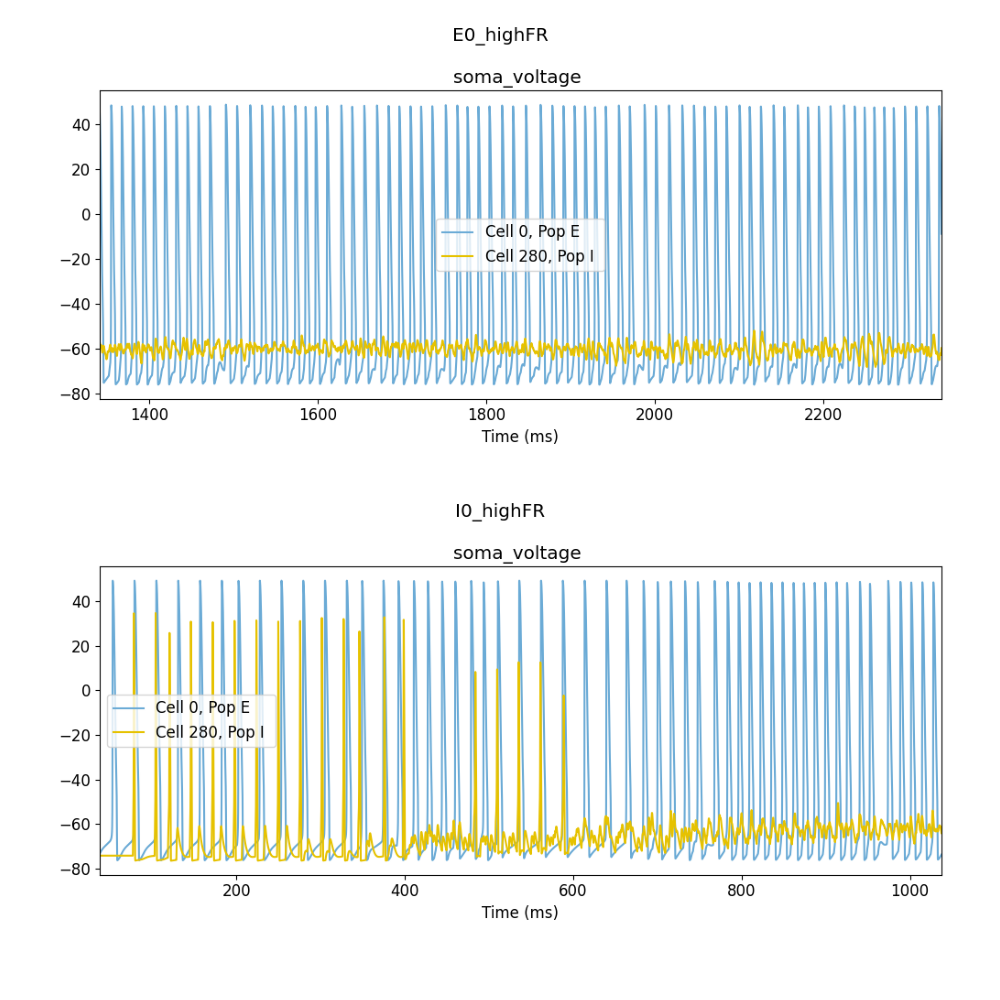 E0_highFR
soma_voltage
40
20
0
−20
−40
−60
−80
Cell 0, Pop E
Cell 280, Pop I
1400 1600 1800 2000 2200
Time (ms)
I0_highFR
soma_voltage
40
20
0
−20
−40
−60
−80
Cell 0, Pop E
Cell 280, Pop I
200 400 600 800 1000
Time (ms)